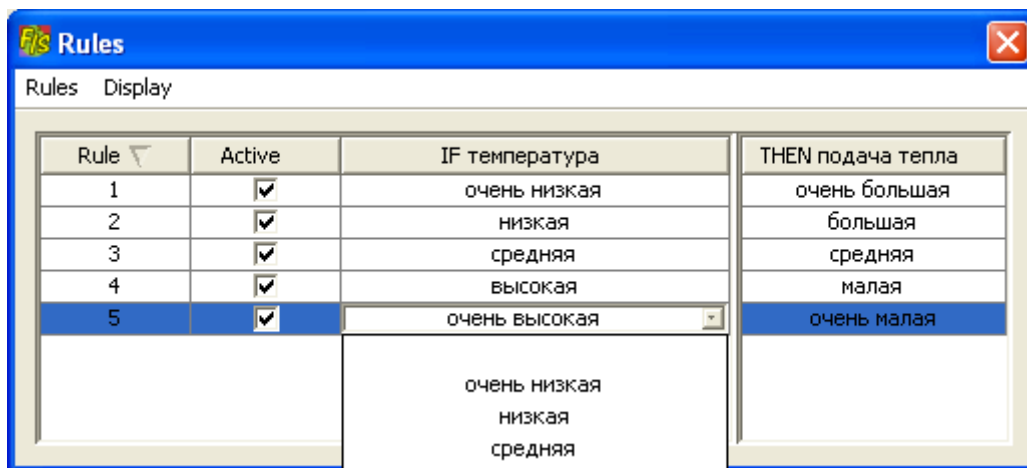 Rules
Rules Display
Rule Active IF температура THEN подача тепла
1 очень низкая очень большая
2 низкая большая
3 средняя средняя
4 высокая малая
5 очень высокая очень малая
очень низкая
низкая
средняя